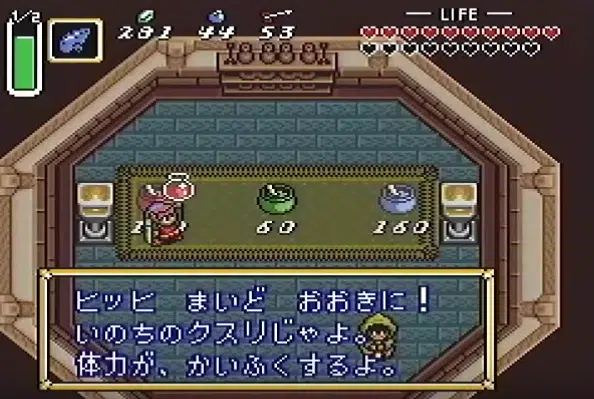 1/2 291 44 53 — LIFE —
60 160
ヒッヒ まいど おおきに!
いのちのクスリじゃよ。
体力が、かいふくするよ。